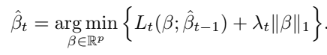 β̂_t = arg min_{β∈ℝ^p} { L_t(β; β̂_{t−1}) + λ_t‖β‖_1 }.